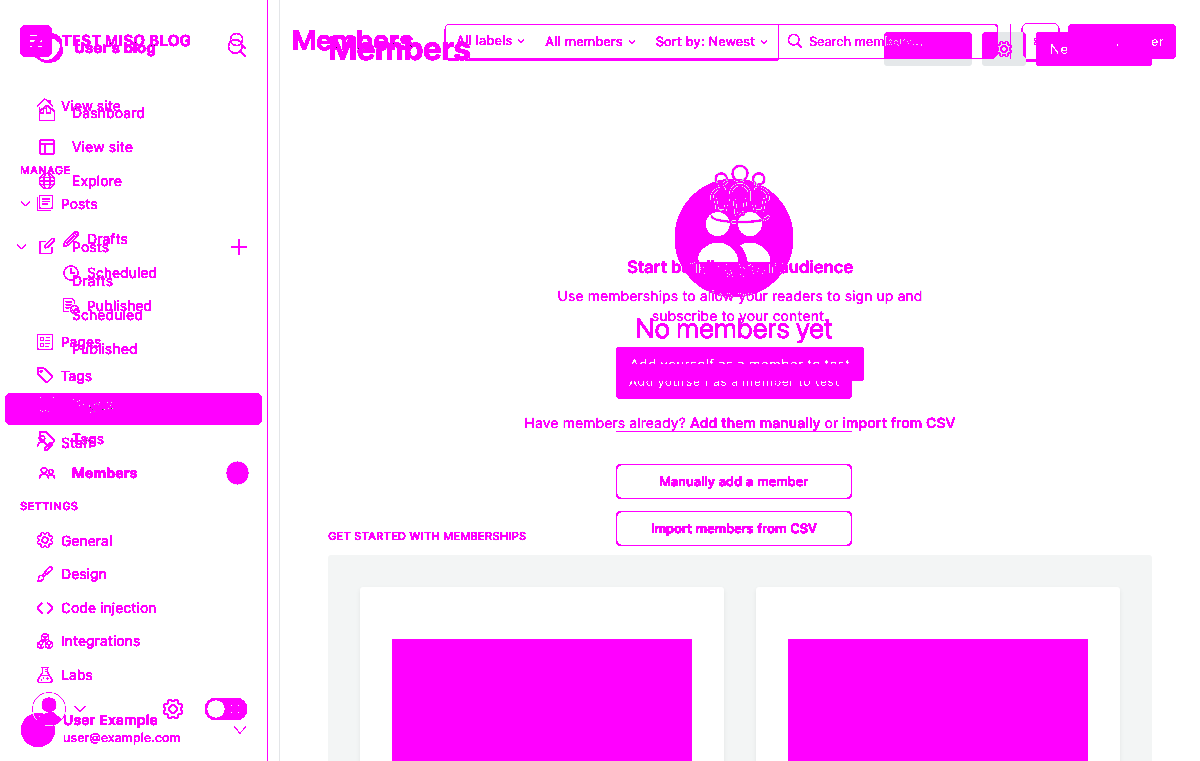 TEST MISO BLOG
User's Blog
View site
Dashboard
View site
MANAGE
Explore
Posts
Drafts
Posts
Scheduled
Drafts
Published
Scheduled
Pages
Published
Tags
Tags
Staff
Members
SETTINGS
General
Design
Code injection
Integrations
Labs
User Example
user@example.com
Members
Members
All labels
All members
Sort by: Newest
Search
Start audience
Use memberships to allow your readers to sign up and
subscribe to your content.
No members yet
Add yourself as a member to test
Add yourself as a member to test
Have members already? Add them manually or import from CSV
Manually add a member
Import members from CSV
GET STARTED WITH MEMBERSHIPS